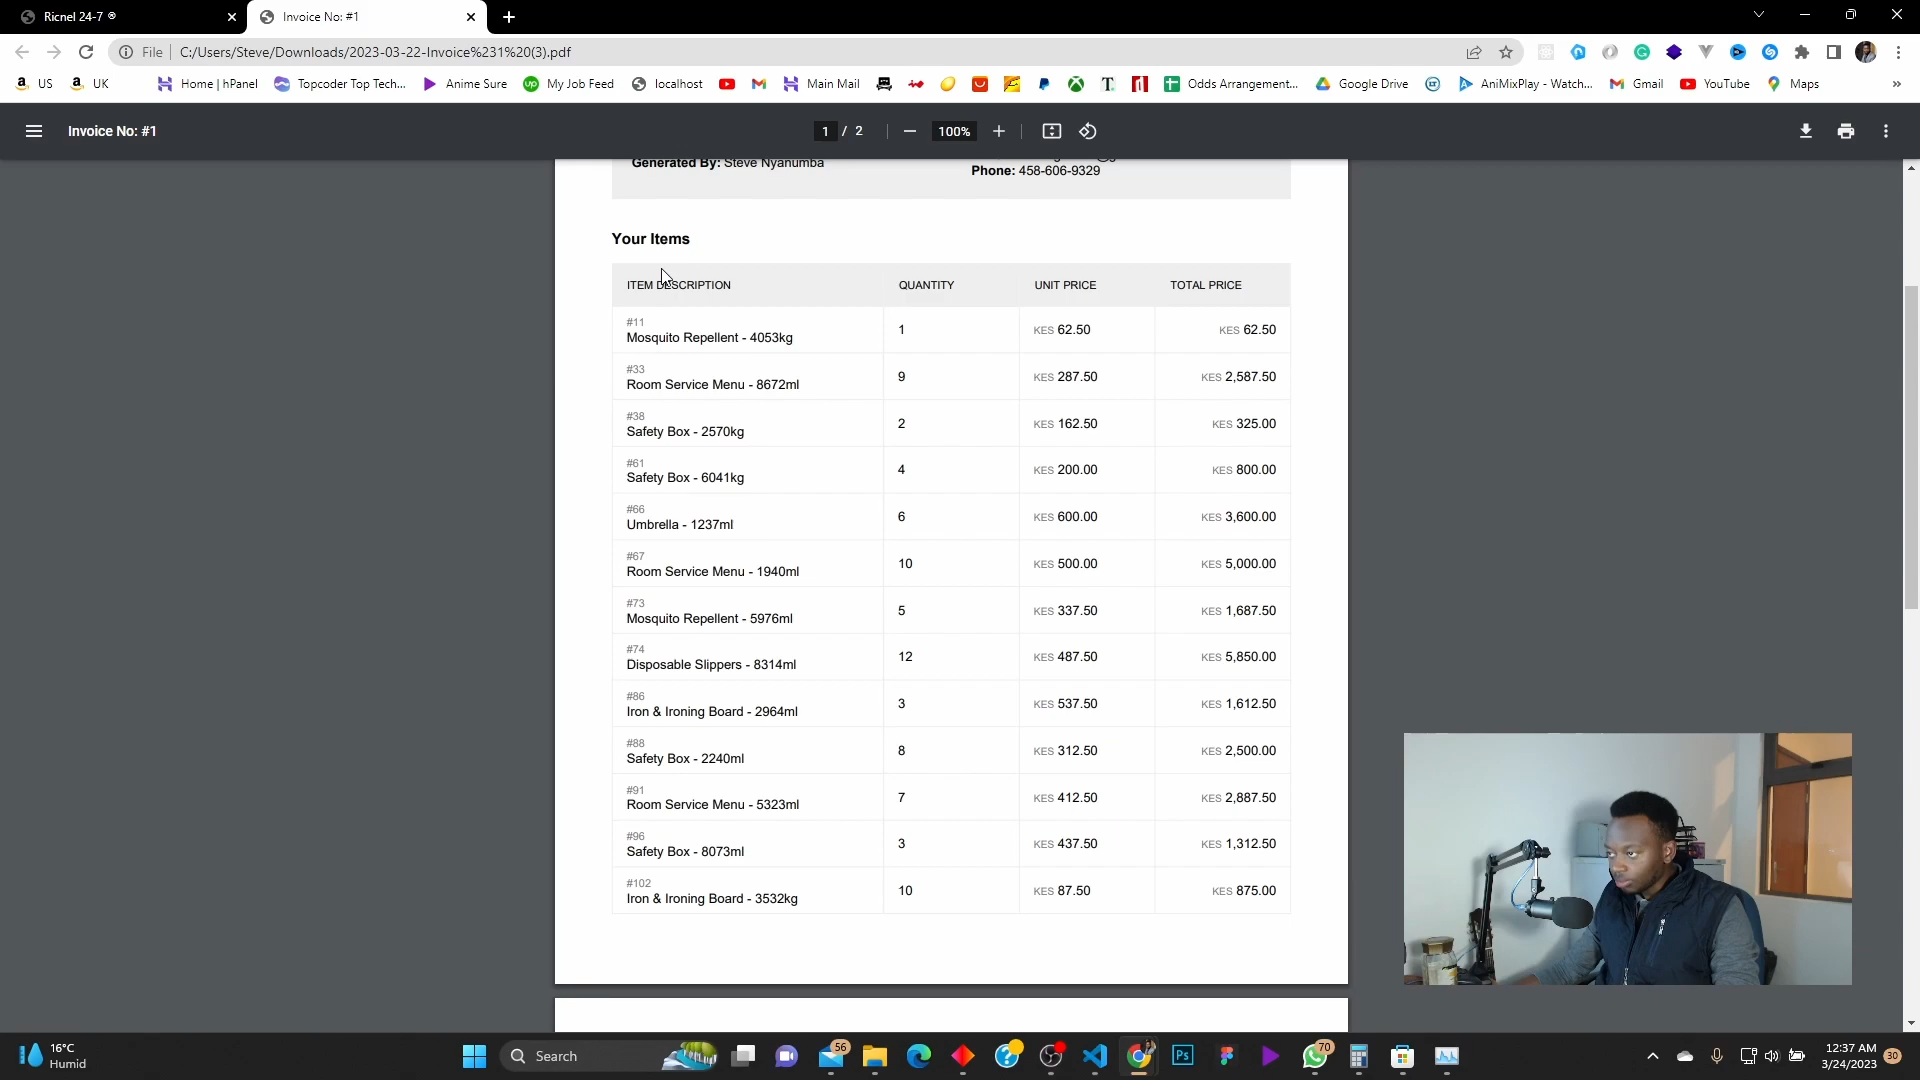 Ricnel 24-7 ®
Invoice No: #1
File
C:/Users/Steve/Downloads/2023-03-22-Invoice%231%20(3).pdf
US
UK
Home | hPanel
Topcoder Top Tech...
Anime Sure
My Job Feed
localhost
Main Mail
Odds Arrangement...
Google Drive
AniMixPlay - Watch...
Gmail
YouTube
Maps
»
Invoice No: #1
1 / 2
100%
Generated By: Steve Nyanumba
Phone: 458-606-9329
Your Items
ITEM DESCRIPTION QUANTITY UNIT PRICE TOTAL PRICE
#11
Mosquito Repellent - 4053kg 1 KES 62.50 KES 62.50
#33
Room Service Menu - 8672ml 9 KES 287.50 KES 2,587.50
#38
Safety Box - 2570kg 2 KES 162.50 KES 325.00
#61
Safety Box - 6041kg 4 KES 200.00 KES 800.00
#66
Umbrella - 1237ml 6 KES 600.00 KES 3,600.00
#67
Room Service Menu - 1940ml 10 KES 500.00 KES 5,000.00
#73
Mosquito Repellent - 5976ml 5 KES 337.50 KES 1,687.50
#74
Disposable Slippers - 8314ml 12 KES 487.50 KES 5,850.00
#86
Iron & Ironing Board - 2964ml 3 KES 537.50 KES 1,612.50
#88
Safety Box - 2240ml 8 KES 312.50 KES 2,500.00
#91
Room Service Menu - 5323ml 7 KES 412.50 KES 2,887.50
#96
Safety Box - 8073ml 3 KES 437.50 KES 1,312.50
#102
Iron & Ironing Board - 3532kg 10 KES 87.50 KES 875.00
16°C
Humid
Search
56
Ps
70
12:37 AM
3/24/2023
30